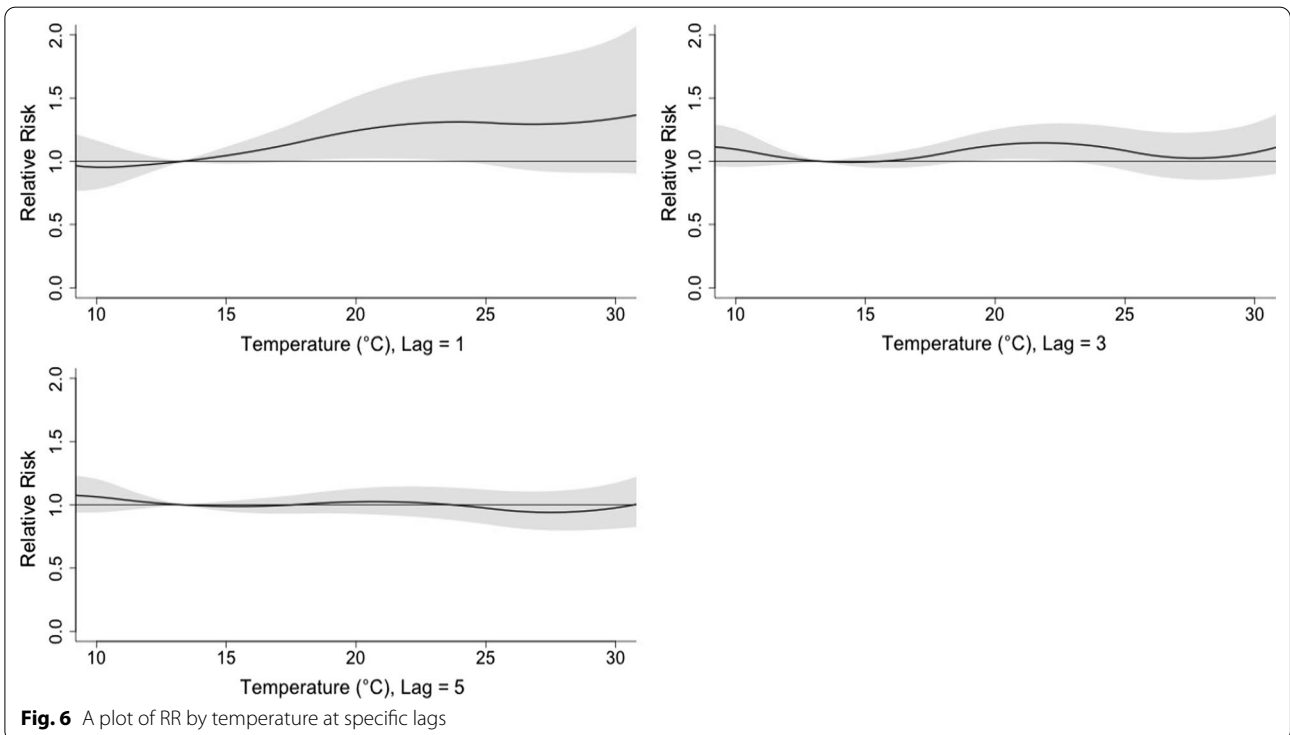 Relative Risk
2.0
1.5
1.0
0.5
0.0
10 15 20 25 30
Temperature (°C), Lag = 1
Relative Risk
2.0
1.5
1.0
0.5
0.0
10 15 20 25 30
Temperature (°C), Lag = 3
Relative Risk
2.0
1.5
1.0
0.5
0.0
10 15 20 25 30
Temperature (°C), Lag = 5
Fig. 6 A plot of RR by temperature at specific lags